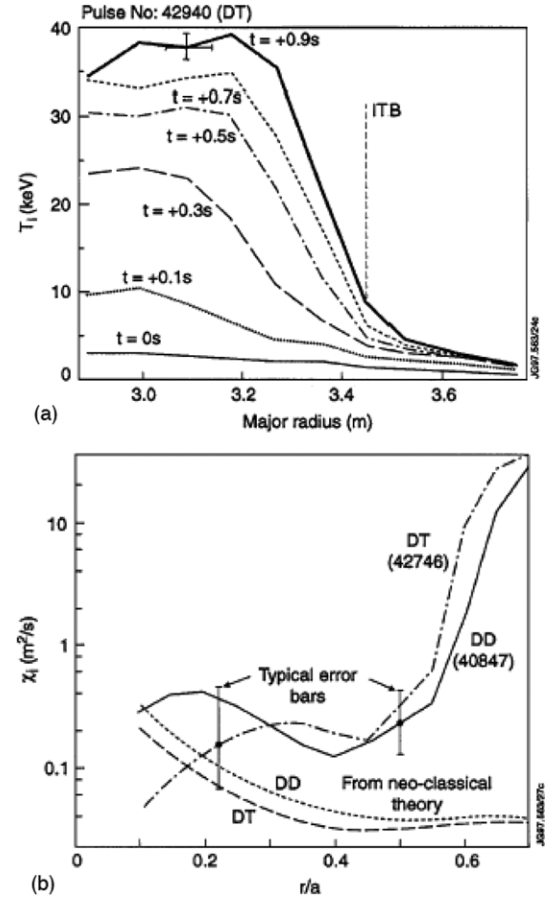 Pulse No: 42940 (DT)
40
30
20
10
0
Ti (keV)
t = +0.9s
t = +0.7s
t = +0.5s
t = +0.3s
t = +0.1s
t = 0s
ITB
JG97.563/24c
3.0
3.2
3.4
3.6
Major radius (m)
(a)
10
1
0.1
χi (m²/s)
DT
(42746)
DD
(40847)
Typical error
bars
DD
DT
From neo-classical
theory
JG97.563/27c
0
0.2
0.4
0.6
r/a
(b)